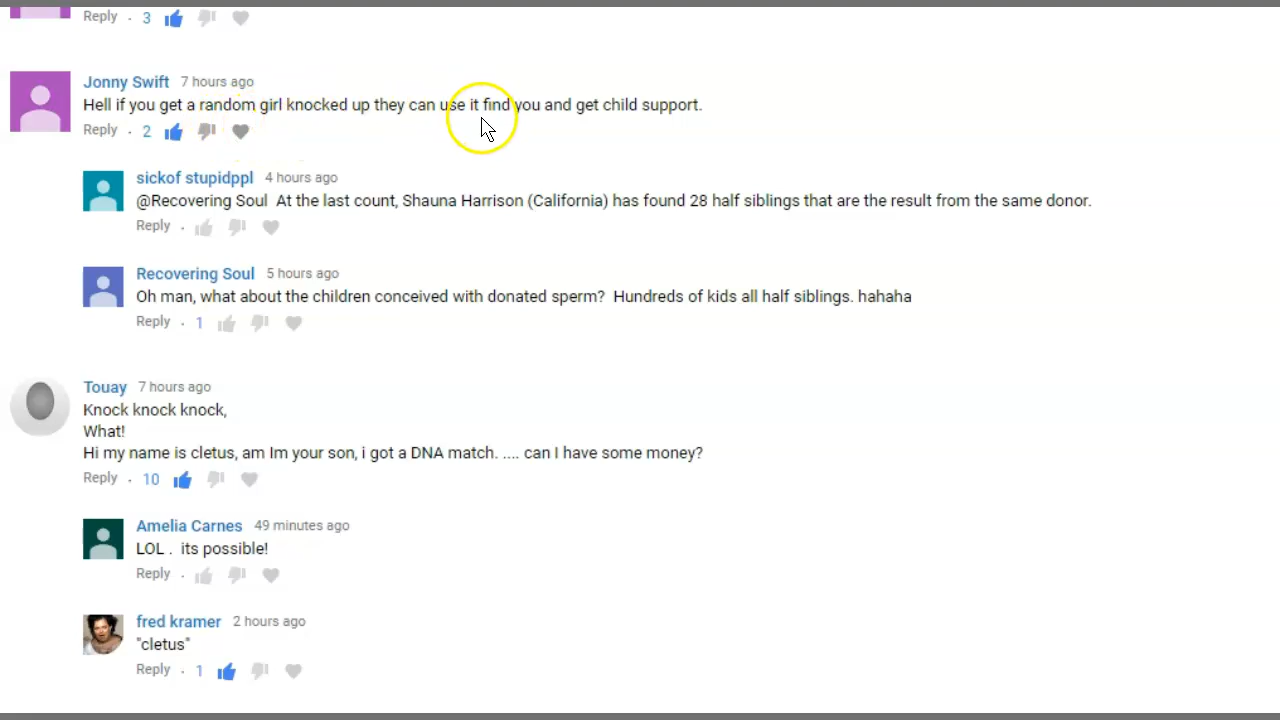 Reply . 3
Jonny Swift 7 hours ago
Hell if you get a random girl knocked up they can use it find you and get child support.
Reply . 2
sickof stupidppl 4 hours ago
@Recovering Soul At the last count, Shauna Harrison (California) has found 28 half siblings that are the result from the same donor.
Reply .
Recovering Soul 5 hours ago
Oh man, what about the children conceived with donated sperm? Hundreds of kids all half siblings. hahaha
Reply . 1
Touay 7 hours ago
Knock knock knock,
What!
Hi my name is cletus, am Im your son, i got a DNA match. .... can I have some money?
Reply . 10
Amelia Carnes 49 minutes ago
LOL . its possible!
Reply .
fred kramer 2 hours ago
"cletus"
Reply . 1